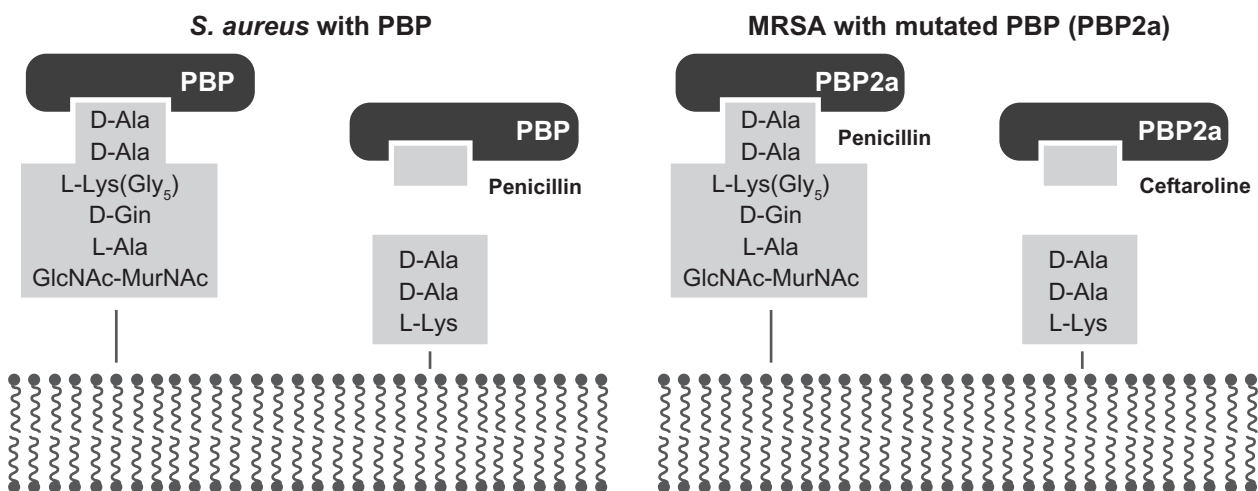 S. aureus with PBP
PBP
D-Ala
D-Ala
L-Lys(Gly5)
D-Gin
L-Ala
GlcNAc-MurNAc
PBP
Penicillin
D-Ala
D-Ala
L-Lys
MRSA with mutated PBP (PBP2a)
PBP2a
D-Ala
D-Ala
L-Lys(Gly5)
D-Gin
L-Ala
GlcNAc-MurNAc
Penicillin
PBP2a
Ceftaroline
D-Ala
D-Ala
L-Lys